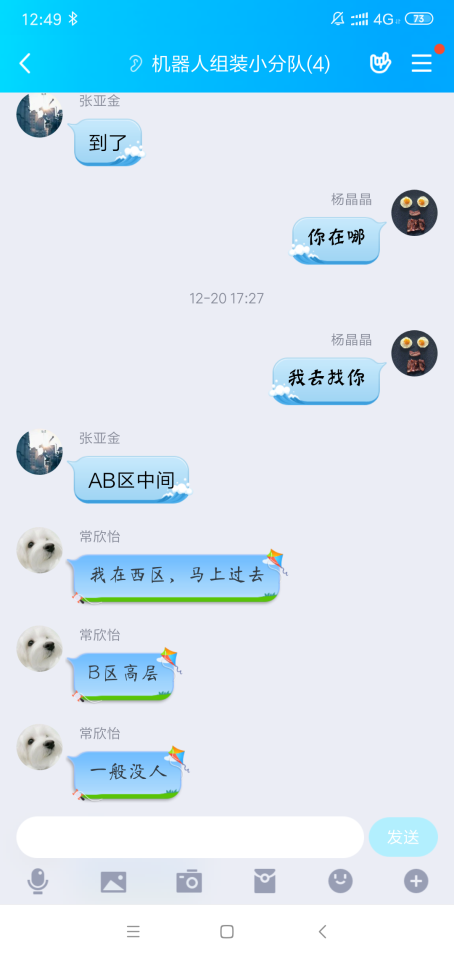 12:49
4G
73
机器人组装小分队(4)
张亚金
到了
杨晶晶
你在哪
12-20 17:27
杨晶晶
我去找你
张亚金
AB区中间
常欣怡
我在西区，马上过去
常欣怡
B区高层
常欣怡
一般没人
发送